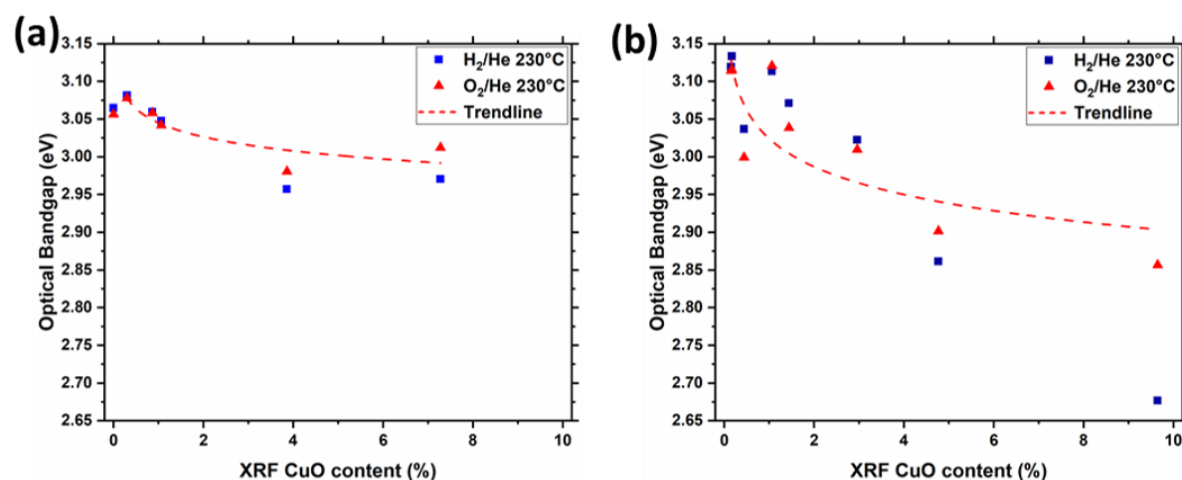 (a)
H₂/He 230°C
O₂/He 230°C
Trendline
Optical Bandgap (eV)
3.15
3.10
3.05
3.00
2.95
2.90
2.85
2.80
2.75
2.70
2.65
0 2 4 6 8 10
XRF CuO content (%)
(b)
H₂/He 230°C
O₂/He 230°C
Trendline
Optical Bandgap (eV)
3.15
3.10
3.05
3.00
2.95
2.90
2.85
2.80
2.75
2.70
2.65
0 2 4 6 8 10
XRF CuO content (%)